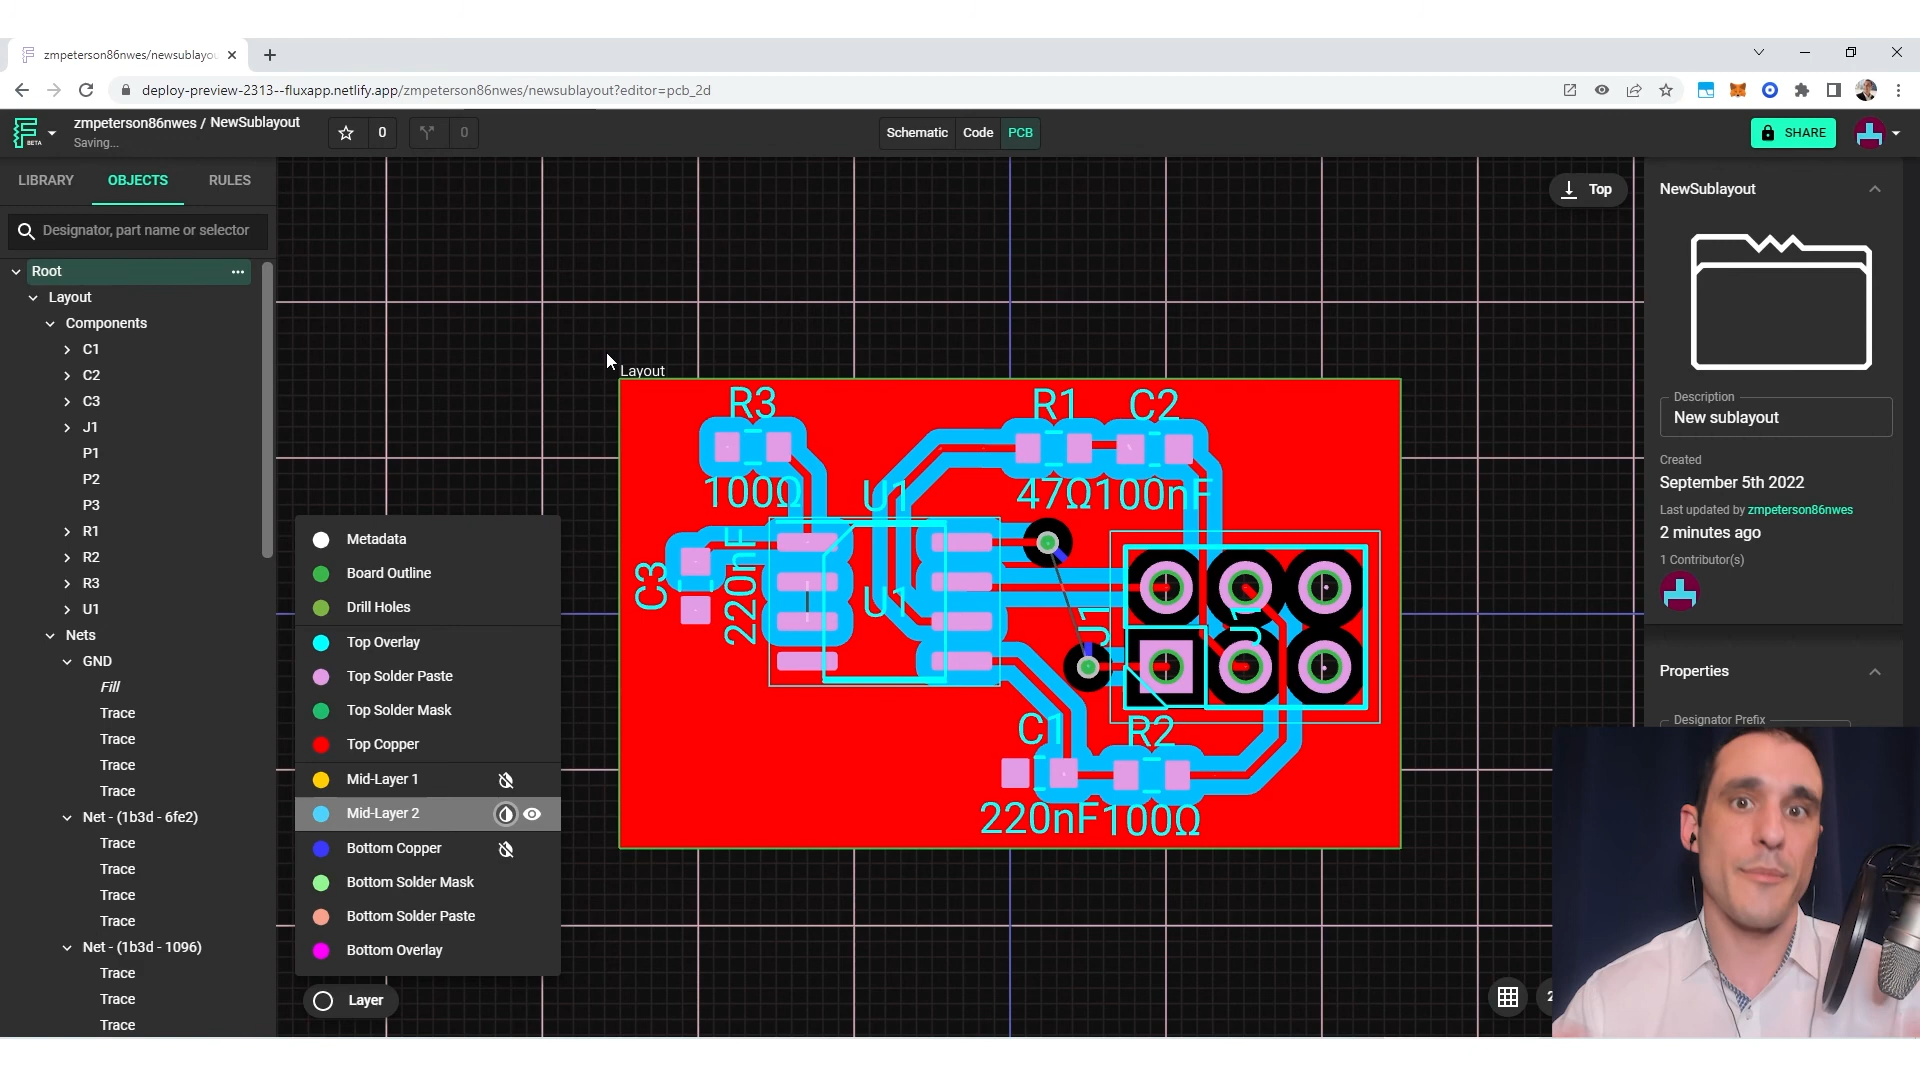 zmpeterson86nwes/newsublayou
deploy-preview-2313--fluxapp.netlify.app/zmpeterson86nwes/newsublayout?editor=pcb_2d
BETA
zmpeterson86nwes / NewSublayout
Saving...
0
0
Schematic
Code
PCB
SHARE
LIBRARY
OBJECTS
RULES
Designator, part name or selector
Root
Layout
Components
C1
C2
C3
J1
P1
P2
P3
R1
R2
R3
U1
Nets
GND
Fill
Trace
Trace
Trace
Trace
Net - (1b3d - 6fe2)
Trace
Trace
Trace
Trace
Net - (1b3d - 1096)
Trace
Trace
Trace
Metadata
Board Outline
Drill Holes
Top Overlay
Top Solder Paste
Top Solder Mask
Top Copper
Mid-Layer 1
Mid-Layer 2
Bottom Copper
Bottom Solder Mask
Bottom Solder Paste
Bottom Overlay
Layer
Top
Layout
R3
100Ω
R1
C2
47Ω
100nF
U1
U1
C3
220nF
J1
J1
C1
R2
220nF
100Ω
2
NewSublayout
Description
New sublayout
Created
September 5th 2022
Last updated by zmpeterson86nwes
2 minutes ago
1 Contributor(s)
Properties
Designator Prefix